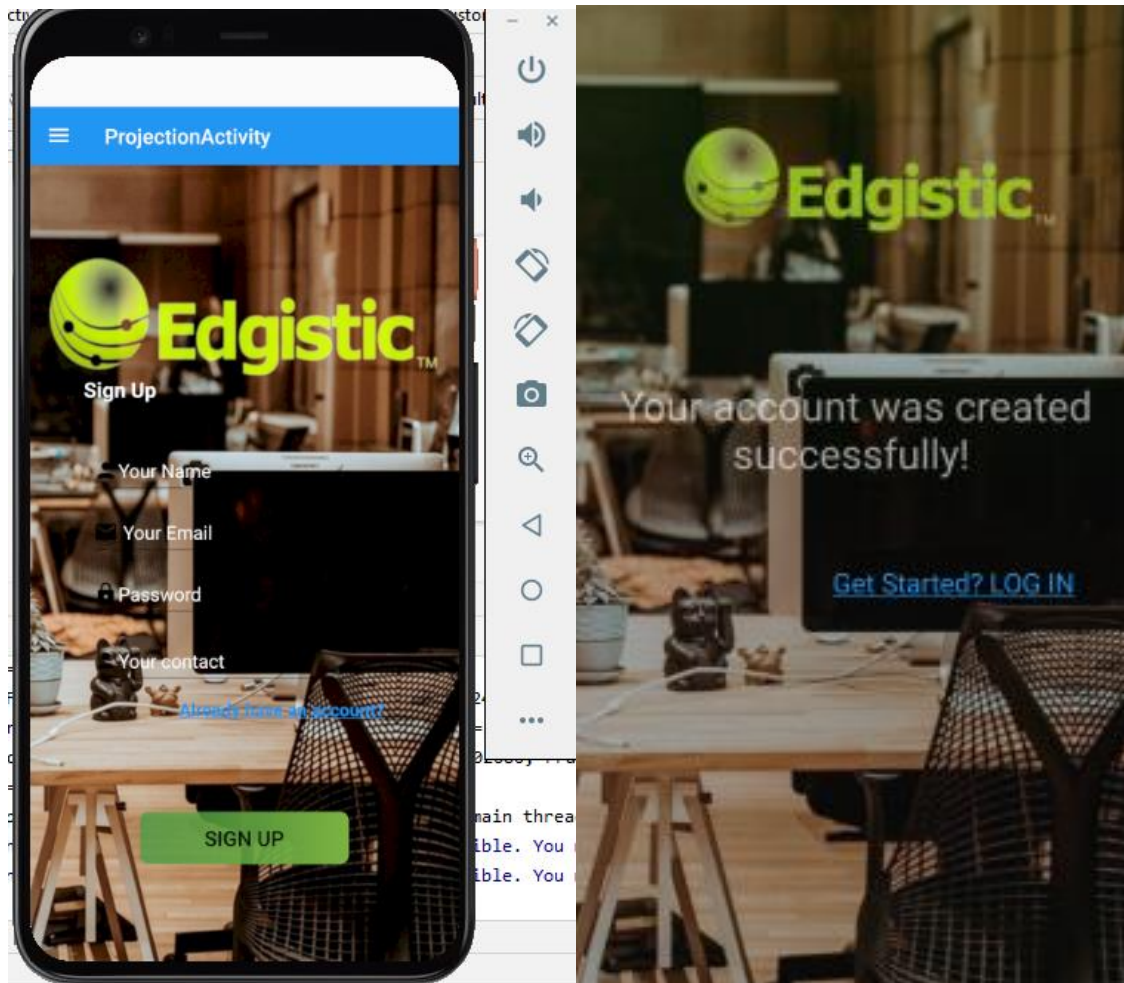 ProjectionActivity
Edgistic
TM
Sign Up
Your Name
Your Email
Password
Your contact
Already have an account?
SIGN UP
main threa
ible. You
ible. You
Edgistic
TM
Your account was created
successfully!
Get Started? LOG IN